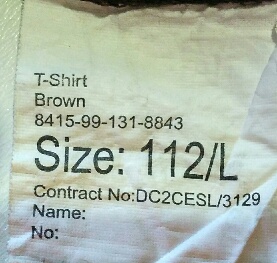 T-Shirt
Brown
8415-99-131-8843
Size: 112/L
Contract No:DC2CESL/3129
Name:
No: